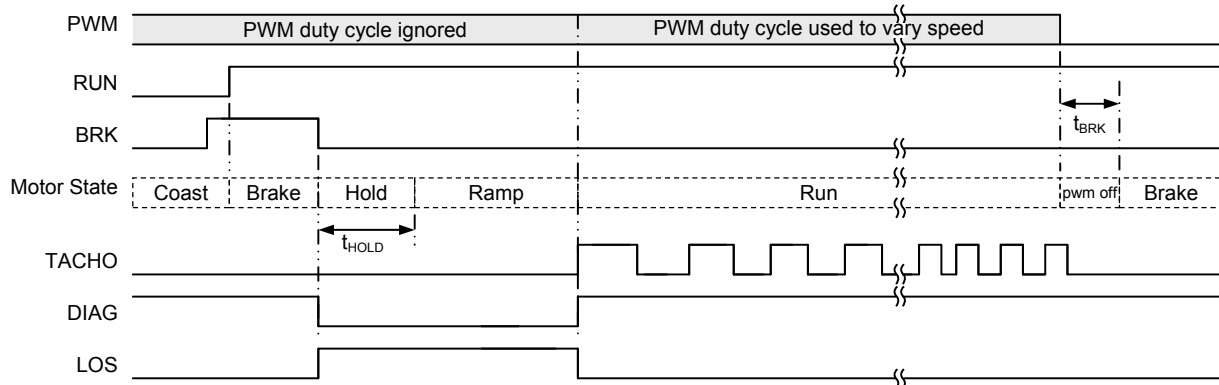 PWM
PWM duty cycle ignored
PWM duty cycle used to vary speed
RUN
BRK
tBRK
Motor State
Coast
Brake
Hold
Ramp
Run
pwm off
Brake
tHOLD
TACHO
DIAG
LOS